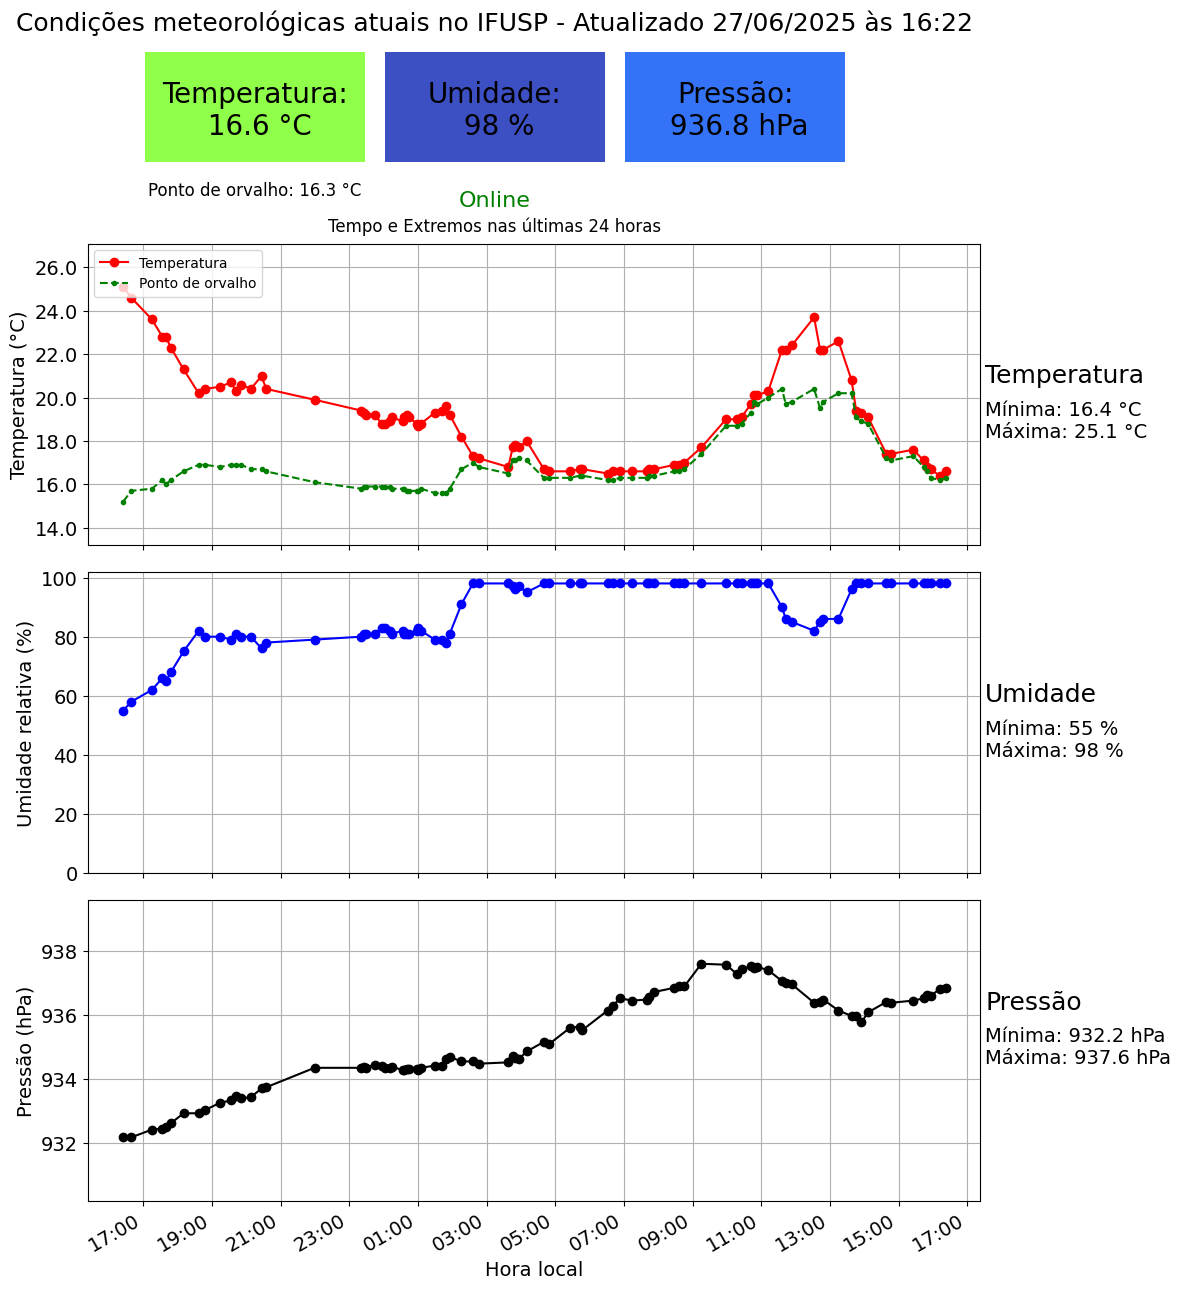 Condições meteorológicas atuais no IFUSP - Atualizado 27/06/2025 às 16:22
Temperatura:
16.6 °C
Umidade:
98 %
Pressão:
936.8 hPa
Ponto de orvalho: 16.3 °C
Online
Tempo e Extremos nas últimas 24 horas
Temperatura
Ponto de orvalho
Temperatura (°C)
26.0
24.0
22.0
20.0
18.0
16.0
14.0
Temperatura
Mínima: 16.4 °C
Máxima: 25.1 °C
Umidade relativa (%)
100
80
60
40
20
0
Umidade
Mínima: 55 %
Máxima: 98 %
Pressão (hPa)
938
936
934
932
Pressão
Mínima: 932.2 hPa
Máxima: 937.6 hPa
17:00
19:00
21:00
23:00
01:00
03:00
05:00
07:00
09:00
11:00
13:00
15:00
17:00
Hora local